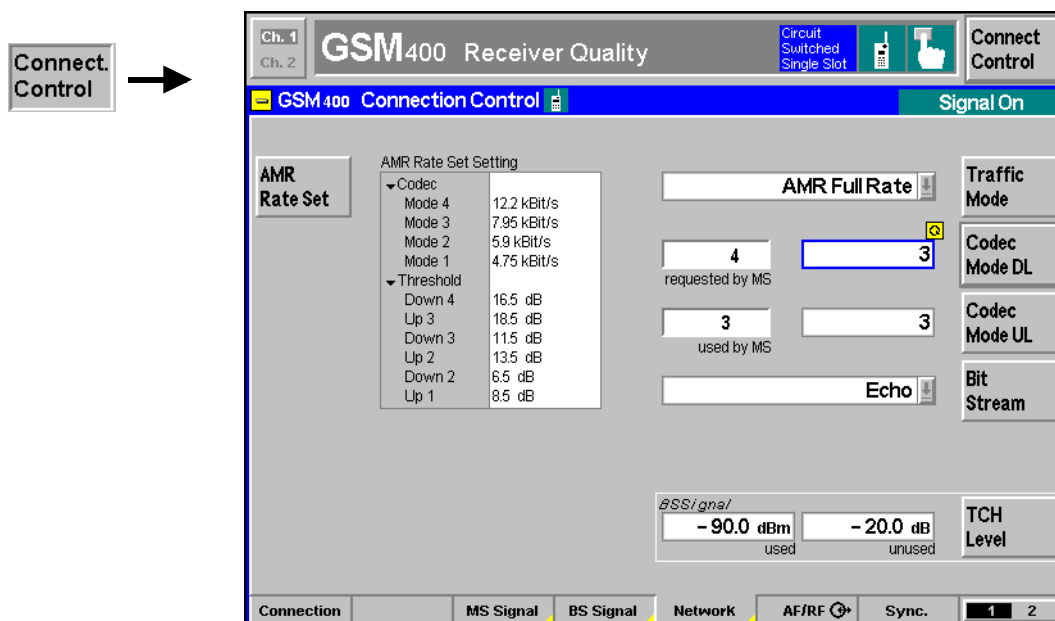 Connect.
Control
Ch. 1
Ch. 2
GSM400 Receiver Quality
Circuit
Switched
Single Slot
Connect
Control
GSM400 Connection Control
Signal On
AMR
Rate Set
AMR Rate Set Setting
Codec
Mode 4 12.2 kBit/s
Mode 3 7.95 kBit/s
Mode 2 5.9 kBit/s
Mode 1 4.75 kBit/s
Threshold
Down 4 16.5 dB
Up 3 18.5 dB
Down 3 11.5 dB
Up 2 13.5 dB
Down 2 6.5 dB
Up 1 8.5 dB
AMR Full Rate
Traffic
Mode
4 3
requested by MS
Codec
Mode DL
3 3
used by MS
Codec
Mode UL
Echo
Bit
Stream
BSSignal
- 90.0 dBm - 20.0 dB
used unused
TCH
Level
Connection MS Signal BS Signal Network AF/RF Sync. 1 2